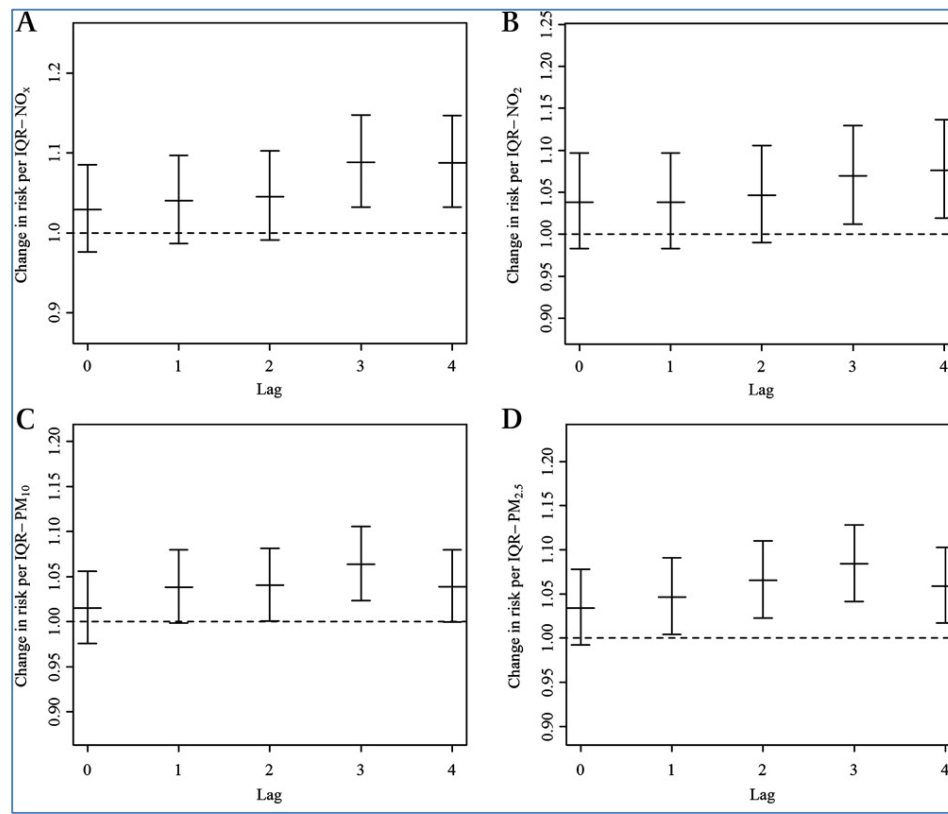 A
Change in risk per IQR– NOx
1.2
1.1
1.0
0.9
0 1 2 3 4
Lag
B
Change in risk per IQR– NO2
1.25
1.20
1.15
1.10
1.05
1.00
0.95
0.90
0 1 2 3 4
Lag
C
Change in risk per IQR– PM10
1.20
1.15
1.10
1.05
1.00
0.95
0.90
0 1 2 3 4
Lag
D
Change in risk per IQR– PM2.5
1.20
1.15
1.10
1.05
1.00
0.95
0.90
0 1 2 3 4
Lag